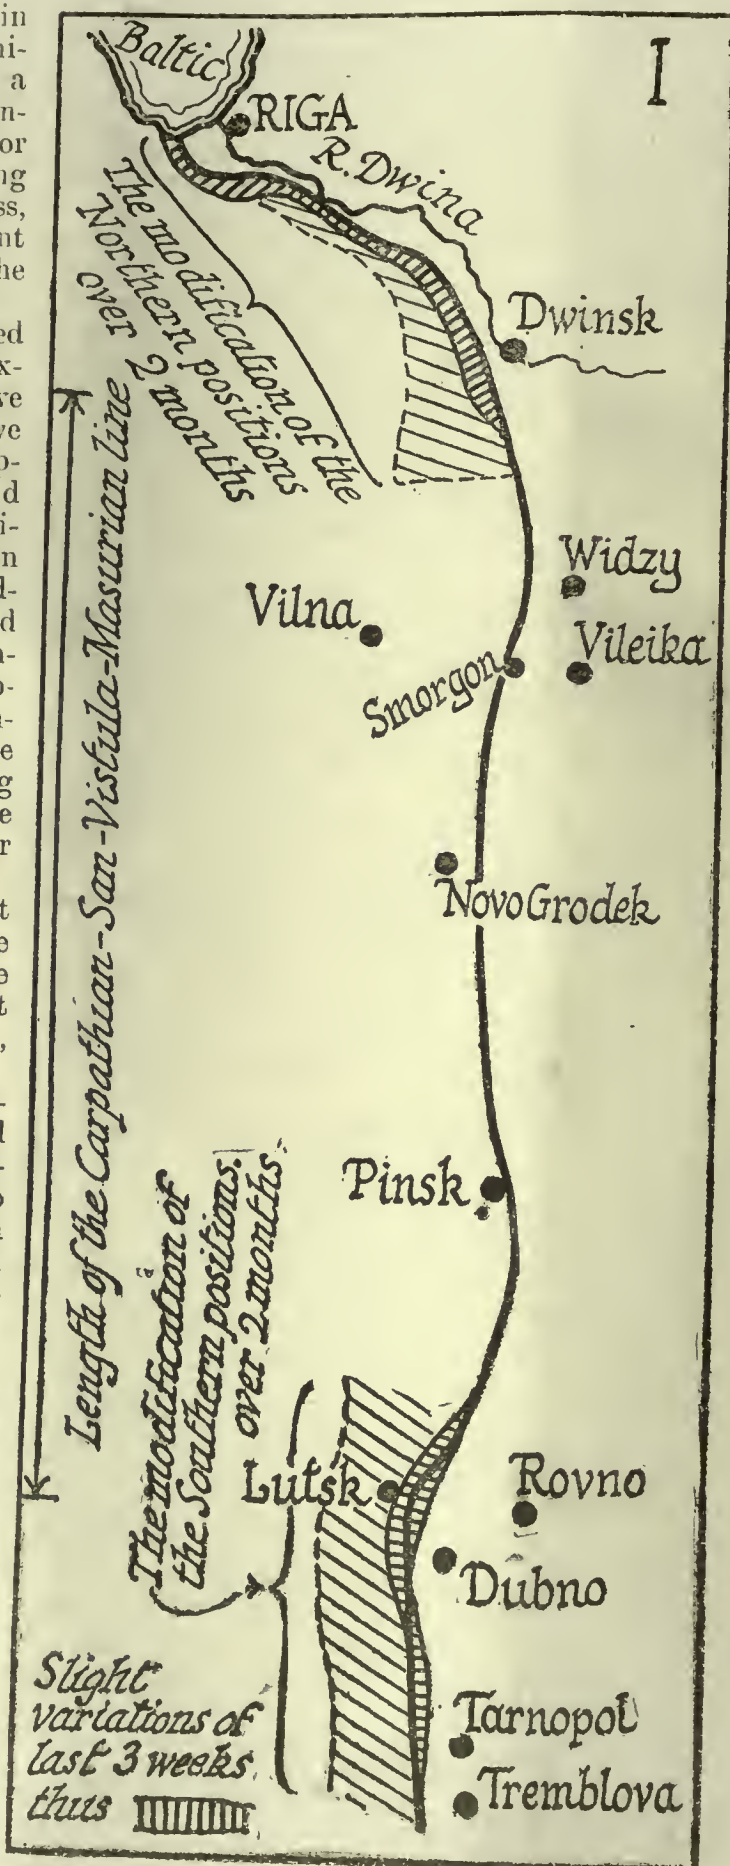 I
Baltic
RIGA
R. Dwina
The modification of the
Northern positions
over 2 months
Dwinsk
Length of the Carpathian-San-Vistula-Masurian line
Widzy
Vilna
Vileika
Smorgon
NovoGrodek
Pinsk
The modification of
the Southern positions.
over 2 months.
Lutsk
Rovno
Dubno
Slight
variations of
last 3 weeks
thus
Tarnopol
Tremblova